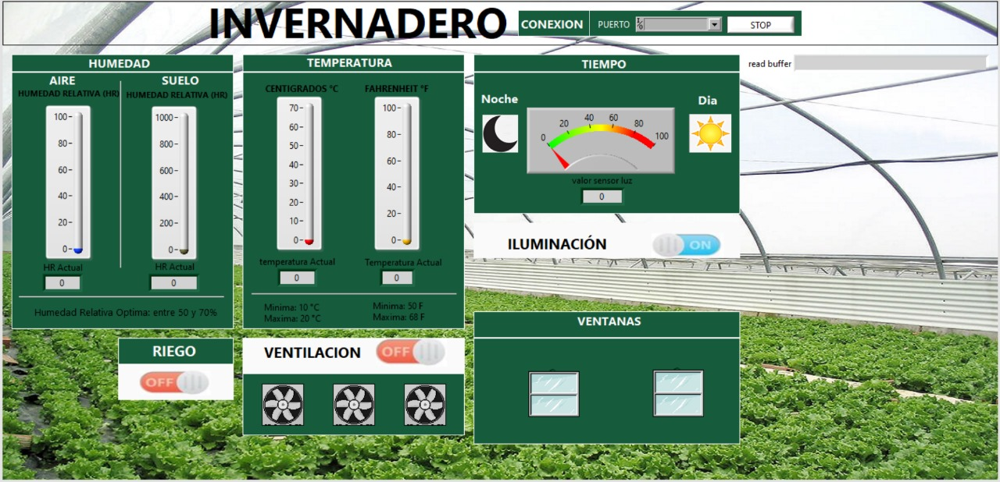 INVERNADERO
CONEXION PUERTO STOP
read buffer
HUMEDAD
AIRE
HUMEDAD RELATIVA (HR)
100
80
60
40
20
0
HR Actual
0
SUELO
HUMEDAD RELATIVA (HR)
1000
800
600
400
200
0
HR Actual
0
Humedad Relativa Optima: entre 50 y 70%
TEMPERATURA
CENTIGRADOS °C
70
60
50
40
30
20
10
0
temperatura Actual
0
Minima: 10 °C
Maxima: 20 °C
FAHRENHEIT °F
100
80
60
40
20
0
Temperatura Actual
0
Minima: 50 F
Maxima: 68 F
TIEMPO
Noche
0 20 40 60 80 100
Dia
valor sensor luz
0
ILUMINACIÓN ON
RIEGO
OFF
VENTILACION OFF
VENTANAS